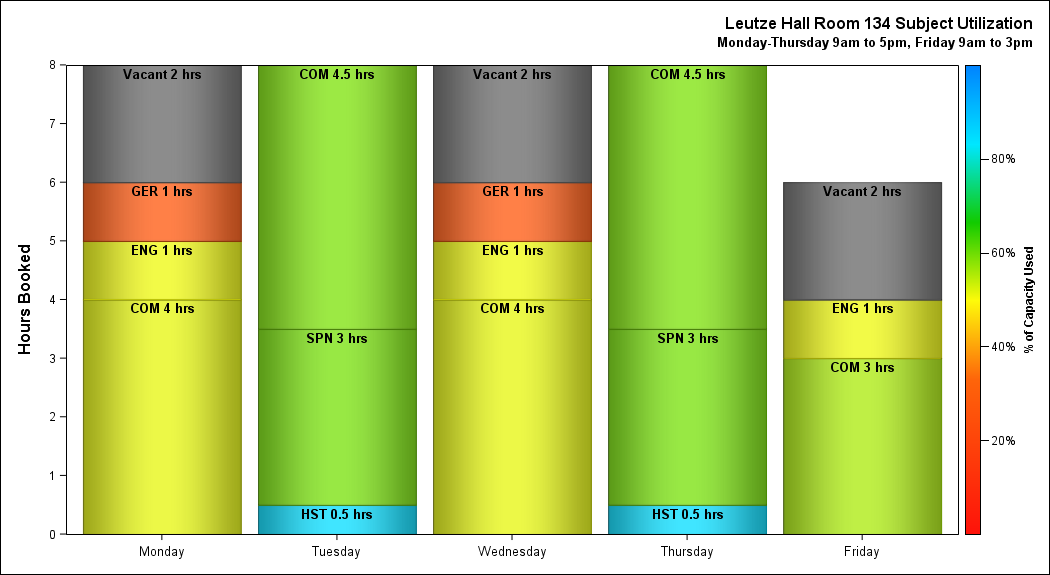 Leutze Hall Room 134 Subject Utilization
Monday-Thursday 9am to 5pm, Friday 9am to 3pm
Hours Booked
8
7
6
5
4
3
2
1
0
Vacant 2 hrs
GER 1 hrs
ENG 1 hrs
COM 4 hrs
COM 4.5 hrs
SPN 3 hrs
HST 0.5 hrs
Vacant 2 hrs
GER 1 hrs
ENG 1 hrs
COM 4 hrs
COM 4.5 hrs
SPN 3 hrs
HST 0.5 hrs
Vacant 2 hrs
ENG 1 hrs
COM 3 hrs
Monday
Tuesday
Wednesday
Thursday
Friday
80%
60%
40%
20%
% of Capacity Used